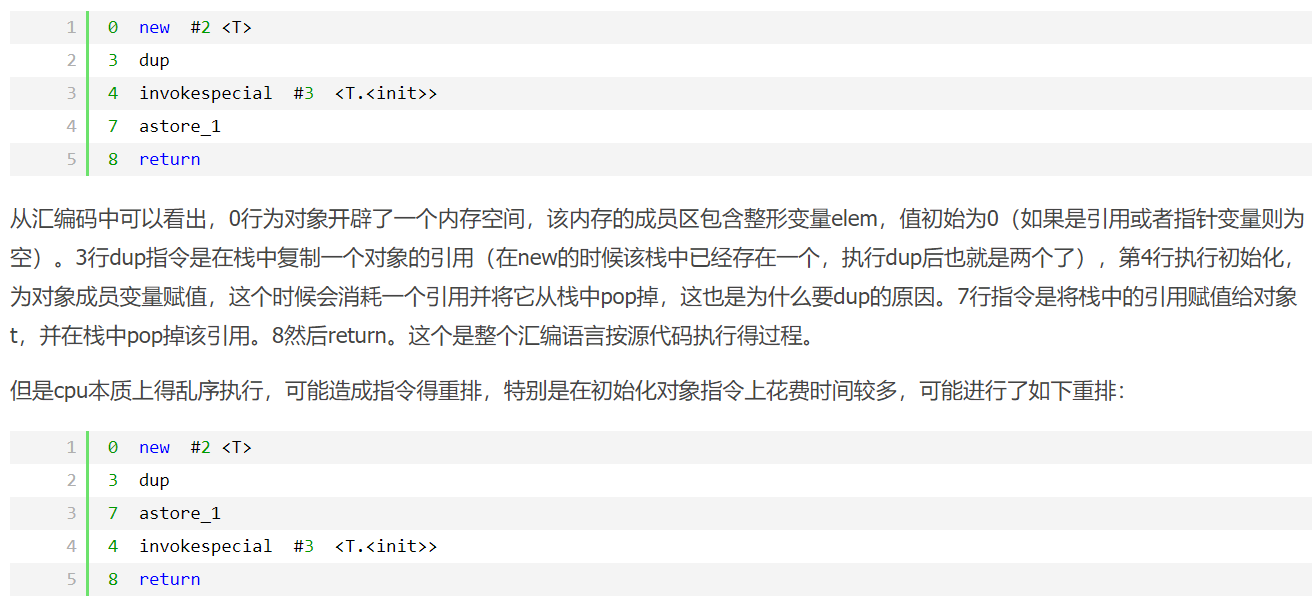 1 0 new #2 <T>
2 3 dup
3 4 invokespecial #3 <T.<init>>
4 7 astore_1
5 8 return
从汇编码中可以看出，0行为对象开辟了一个内存空间，该内存的成员区包含整形变量elem，值初始为0（如果是引用或者指针变量则为
空）。3行dup指令是在栈中复制一个对象的引用（在new的时候该栈中已经存在一个，执行dup后也就是两个了），第4行执行初始化，
为对象成员变量赋值，这个时候会消耗一个引用并将它从栈中pop掉，这也是为什么要dup的原因。7行指令是将栈中的引用赋值给对象
t，并在栈中pop掉该引用。8然后return。这个是整个汇编语言按源代码执行得过程。
但是cpu本质上得乱序执行，可能造成指令得重排，特别是在初始化对象指令上花费时间较多，可能进行了如下重排：
1 0 new #2 <T>
2 3 dup
3 7 astore_1
4 4 invokespecial #3 <T.<init>>
5 8 return